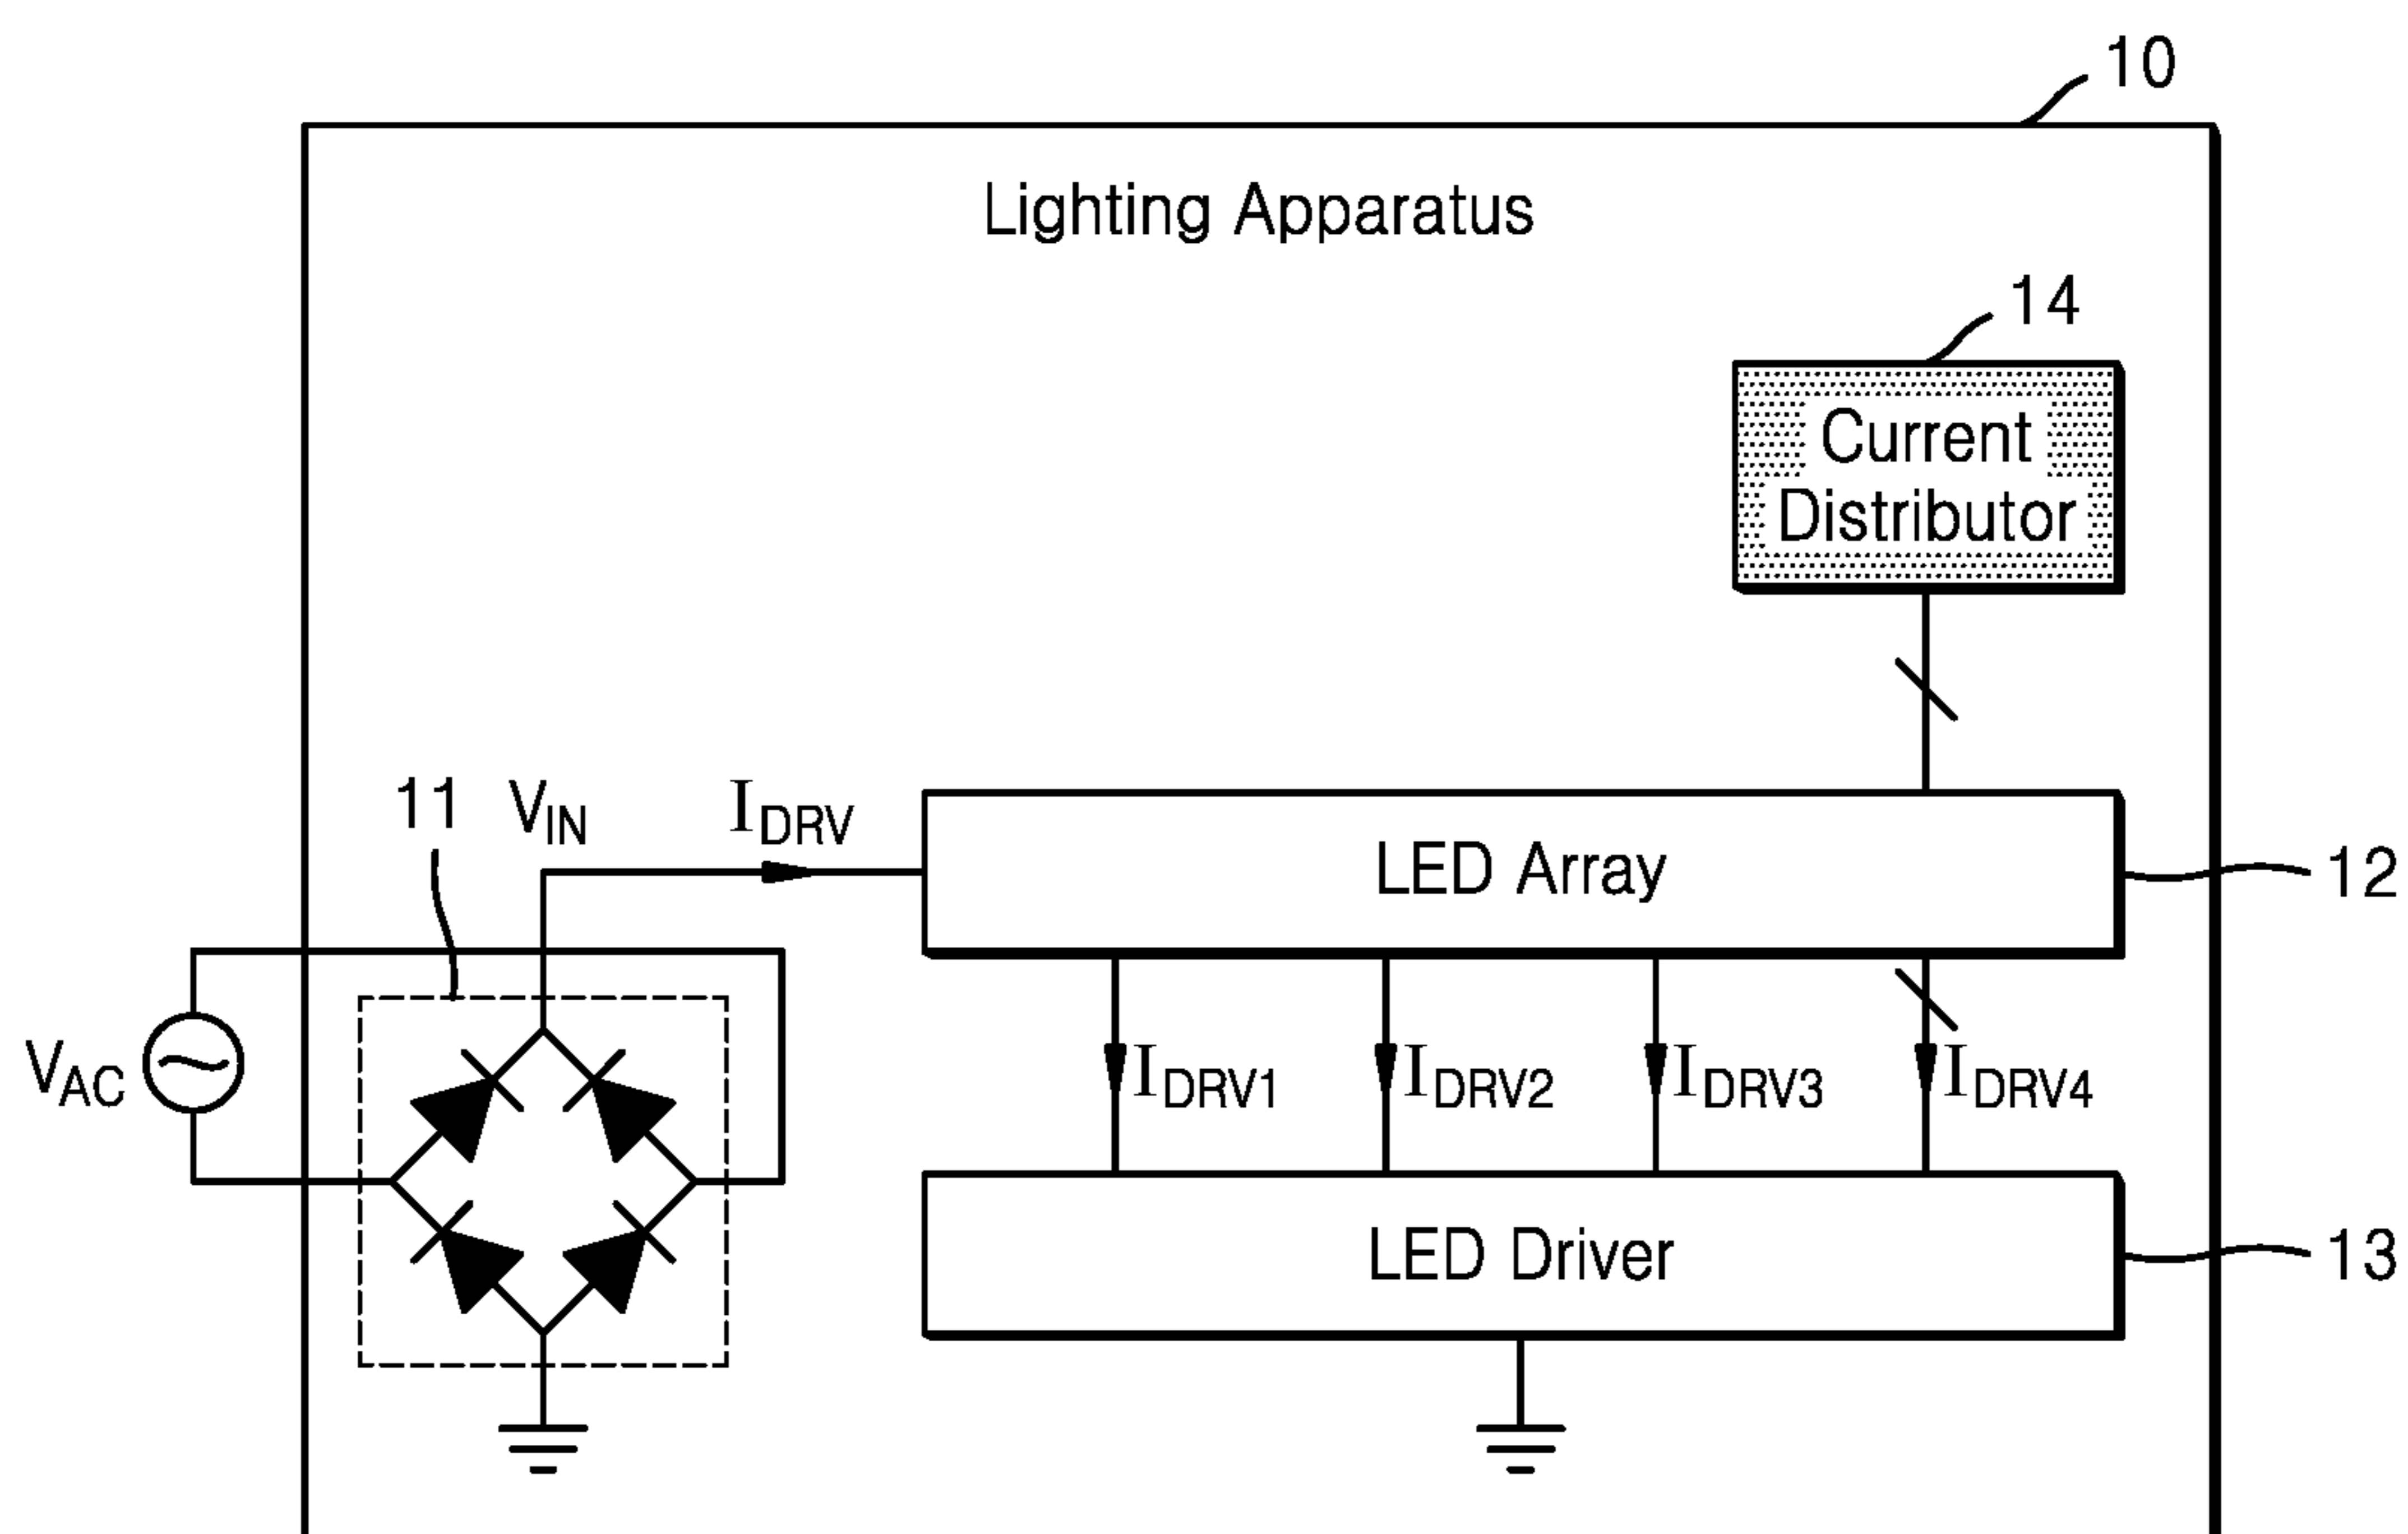 10
Lighting Apparatus
14
Current
Distributor
11 VIN IDRV
LED Array
12
VAC
IDRV1 IDRV2 IDRV3 IDRV4
LED Driver
13